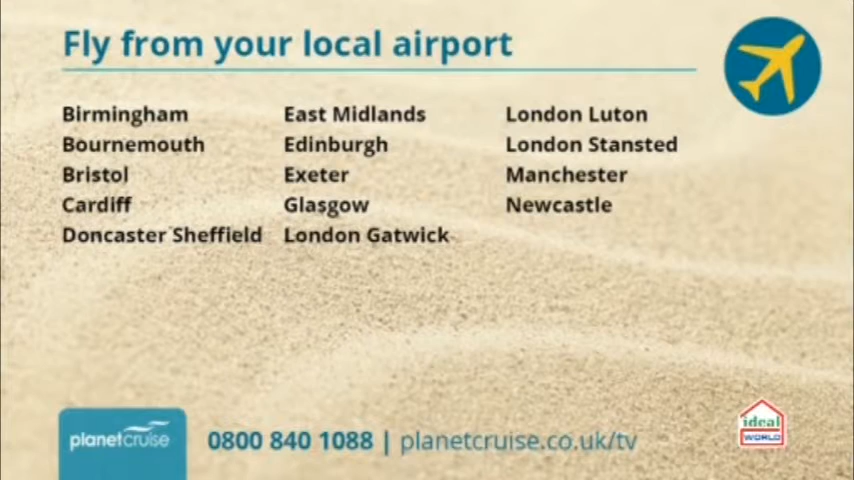 Fly from your local airport
Birmingham
Bournemouth
Bristol
Cardiff
Doncaster Sheffield
East Midlands
Edinburgh
Exeter
Glasgow
London Gatwick
London Luton
London Stansted
Manchester
Newcastle
planetcruise
0800 840 1088 | planetcruise.co.uk/tv
ideal
WORLD